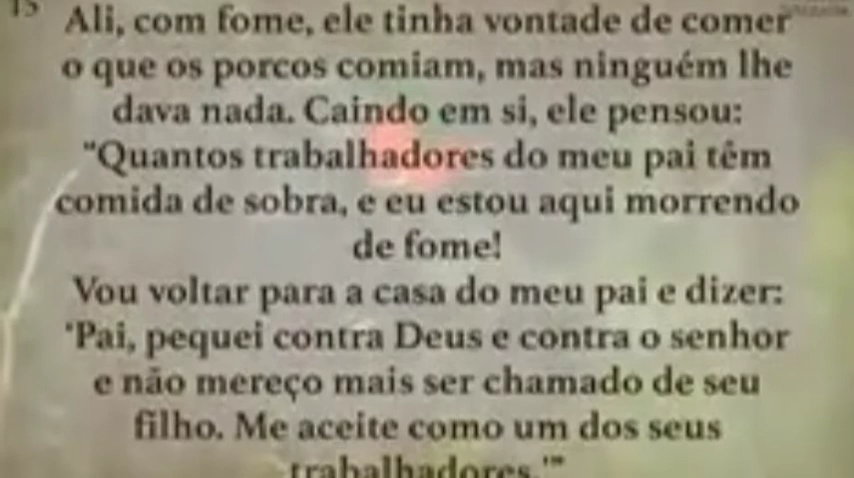 15
Ali, com fome, ele tinha vontade de comer
o que os porcos comiam, mas ninguém lhe
dava nada. Caindo em si, ele pensou:
"Quantos trabalhadores do meu pai têm
comida de sobra, e eu estou aqui morrendo
de fome!
Vou voltar para a casa do meu pai e dizer:
'Pai, pequei contra Deus e contra o senhor
e não mereço mais ser chamado de seu
filho. Me aceite como um dos seus
trabalhadores.'"